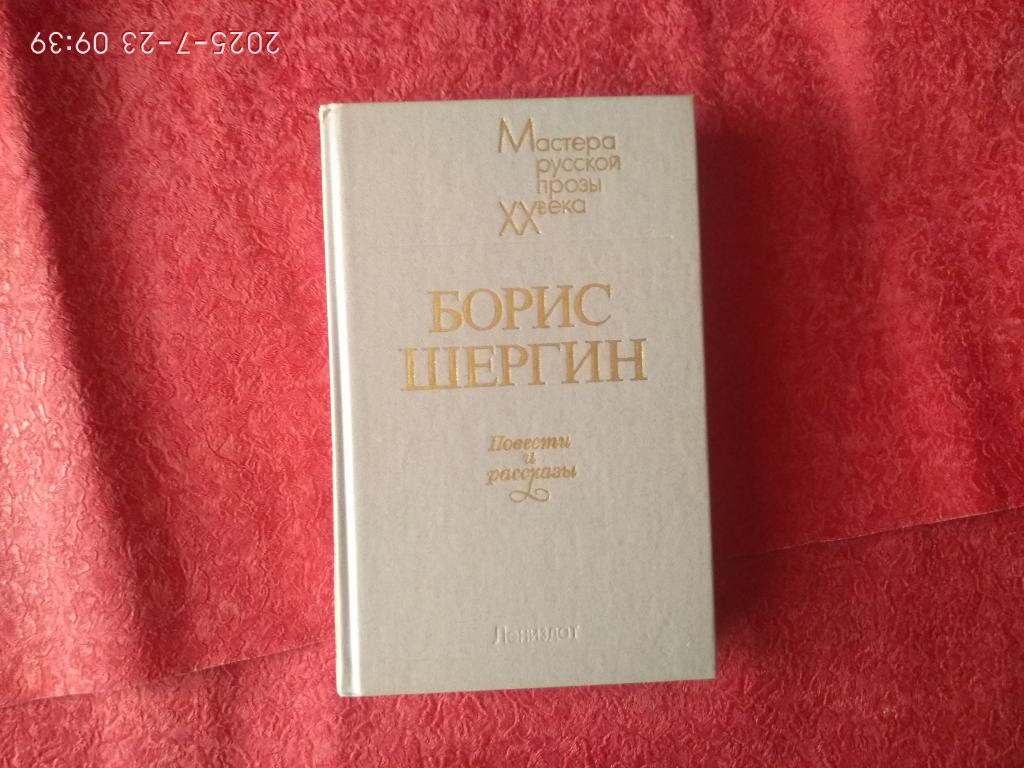 2025-7-23 09:39
Мастера
русской
прозы
XX века
БОРИС
ШЕРГИН
Повести
и
рассказы
Лениздат